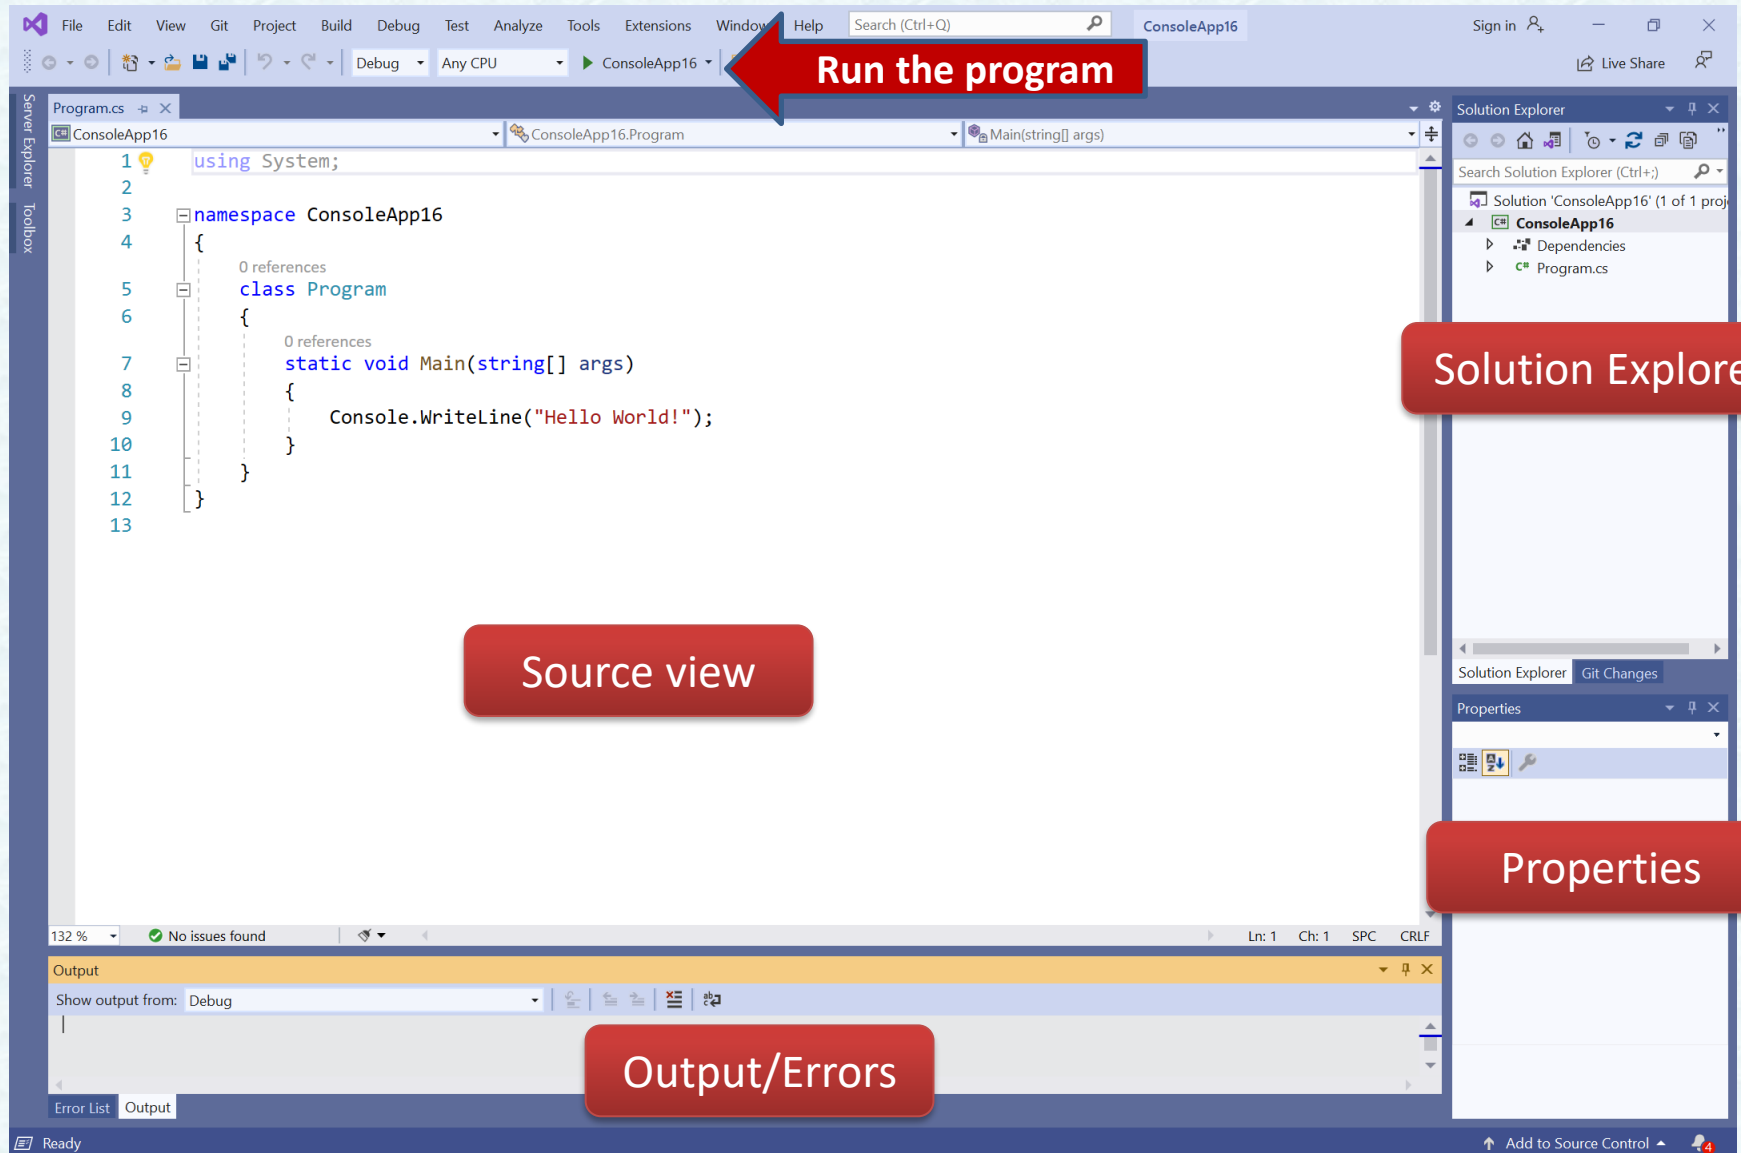 File Edit View Git Project Build Debug Test Analyze Tools Extensions Window Help Search (Ctrl+Q) ConsoleApp16 Sign in
Debug Any CPU ConsoleApp16 Live Share
Run the program
Server Explorer
Toolbox
Program.cs
ConsoleApp16 ConsoleApp16.Program Main(string[] args)
1 using System;
2
3 namespace ConsoleApp16
4 {
0 references
5 class Program
6 {
0 references
7 static void Main(string[] args)
8 {
9 Console.WriteLine("Hello World!");
10 }
11 }
12 }
13
Source view
132 % No issues found Ln: 1 Ch: 1 SPC CRLF
Solution Explorer
Search Solution Explorer (Ctrl+;)
Solution 'ConsoleApp16' (1 of 1 proj
ConsoleApp16
Dependencies
C# Program.cs
Solution Explore
Solution Explorer Git Changes
Properties
Properties
Output
Show output from: Debug
Output/Errors
Error List Output
Ready Add to Source Control 4